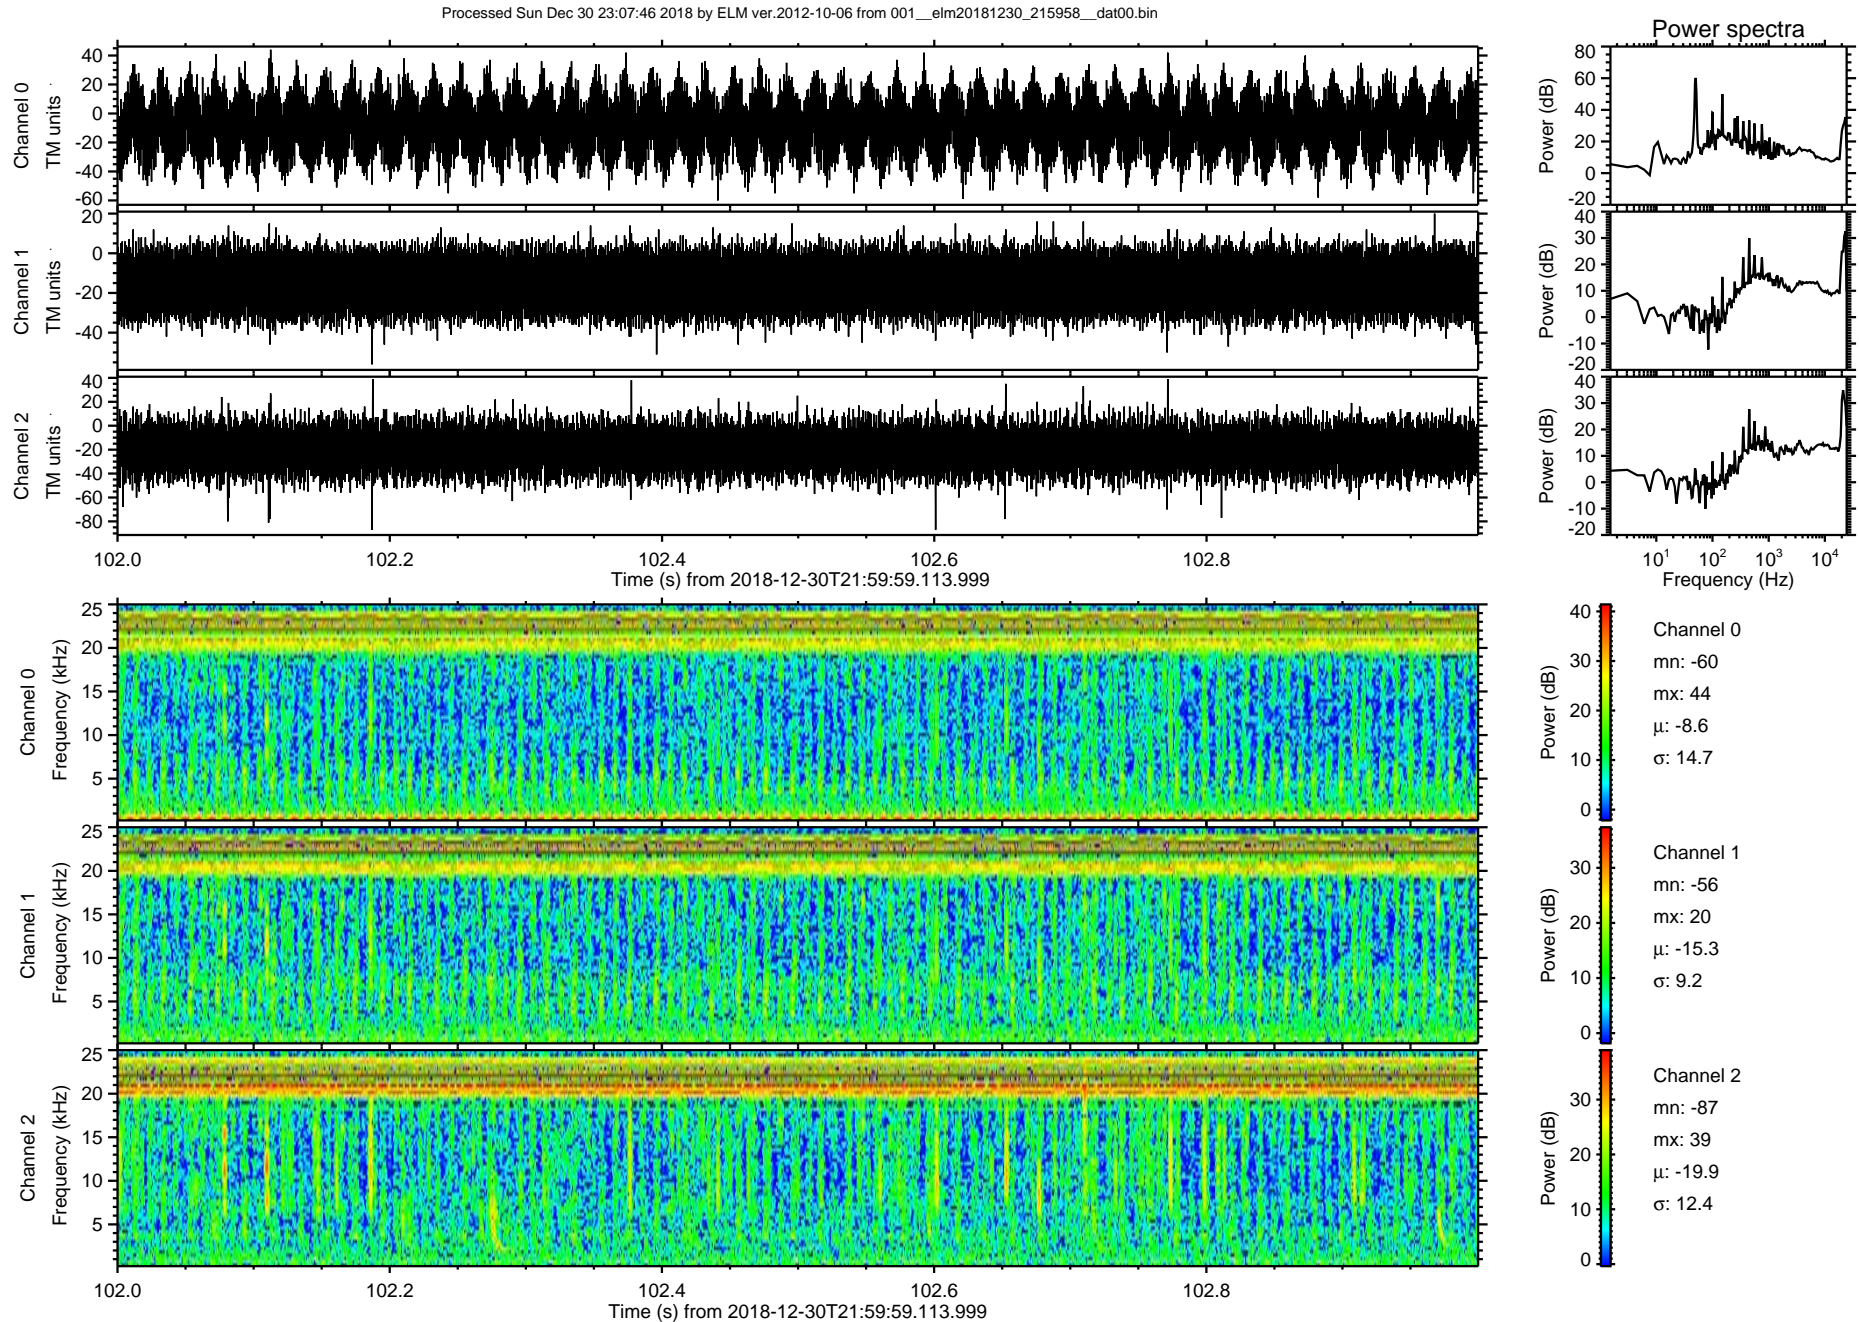 Processed Sun Dec 30 23:07:46 2018 by ELM ver.2012-10-06 from 001__elm20181230_215958__dat00.bin
Power spectra
Channel 0
TM units
40
20
0
-20
-40
-60
Power (dB)
80
60
40
20
0
-20
Channel 1
TM units
20
0
-20
-40
Power (dB)
40
30
20
10
0
-10
-20
Channel 2
TM units
40
20
0
-20
-40
-60
-80
Power (dB)
40
30
20
10
0
-10
-20
102.0 102.2 102.4 102.6 102.8
Time (s) from 2018-12-30T21:59:59.113.999
10^1 10^2 10^3 10^4
Frequency (Hz)
Channel 0
Frequency (kHz)
25
20
15
10
5
Power (dB)
40
30
20
10
0
Channel 0
mn: -60
mx: 44
μ: -8.6
σ: 14.7
Channel 1
Frequency (kHz)
25
20
15
10
5
Power (dB)
30
20
10
0
Channel 1
mn: -56
mx: 20
μ: -15.3
σ: 9.2
Channel 2
Frequency (kHz)
25
20
15
10
5
Power (dB)
30
20
10
0
Channel 2
mn: -87
mx: 39
μ: -19.9
σ: 12.4
102.0 102.2 102.4 102.6 102.8
Time (s) from 2018-12-30T21:59:59.113.999